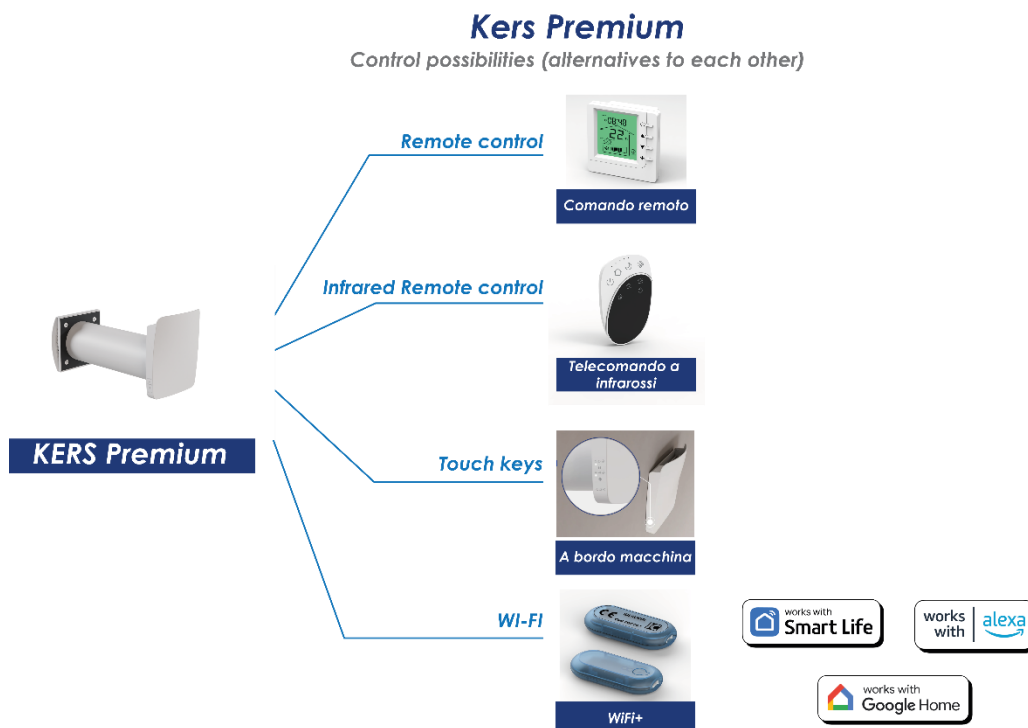 Kers Premium
Control possibilities (alternatives to each other)
Remote control
Comando remoto
Infrared Remote control
Telecomando a
infrarossi
KERS Premium
Touch keys
A bordo macchina
WI-FI
WiFi+
works with
Smart Life
works
with
alexa
works with
Google Home